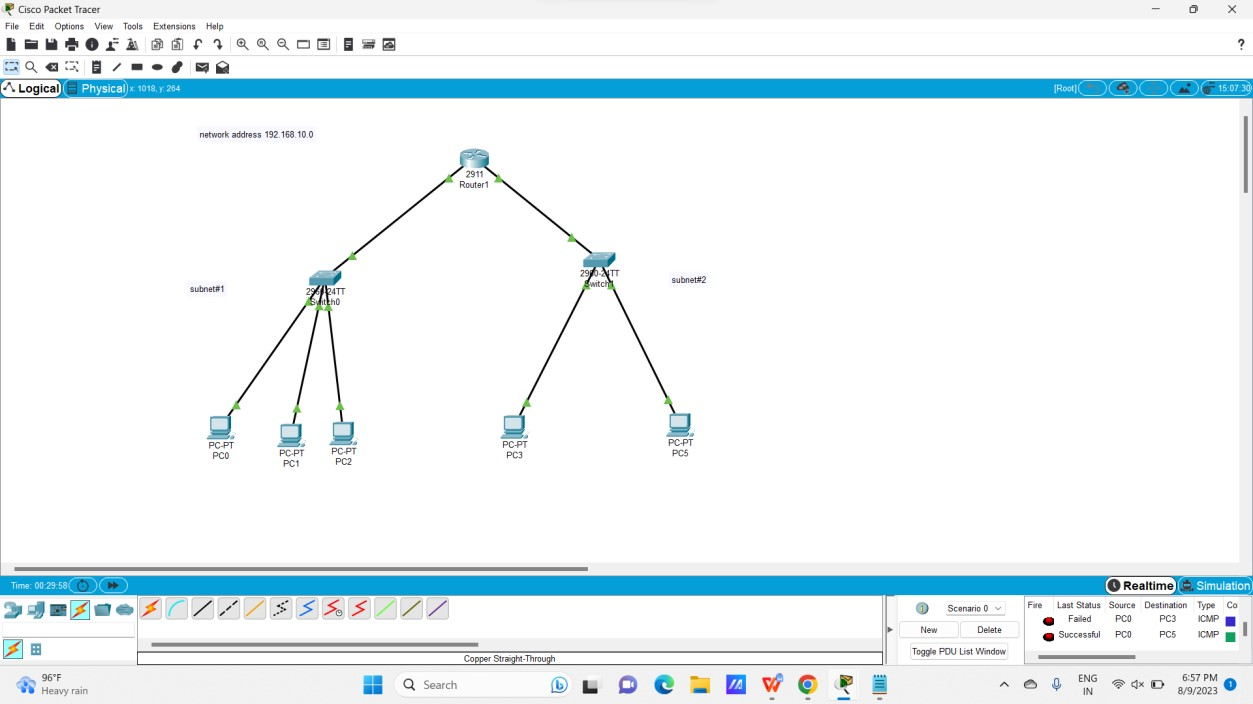 Cisco Packet Tracer
File Edit Options View Tools Extensions Help
?
Logical Physical x: 1018, y: 264 [Root] 15:07:30
network address 192.168.10.0
2911
Router1
2960-24TT
Switch1
subnet#1
2960-24TT
Switch0
subnet#2
PC-PT
PC0
PC-PT
PC1
PC-PT
PC2
PC-PT
PC3
PC-PT
PC5
Time: 00:29:58 Realtime Simulation
Scenario 0
New Delete
Toggle PDU List Window
Fire Last Status Source Destination Type Co
Failed PC0 PC3 ICMP
Successful PC0 PC5 ICMP
Copper Straight-Through
96°F
Heavy rain
Search
ENG
IN
6:57 PM
8/9/2023
1